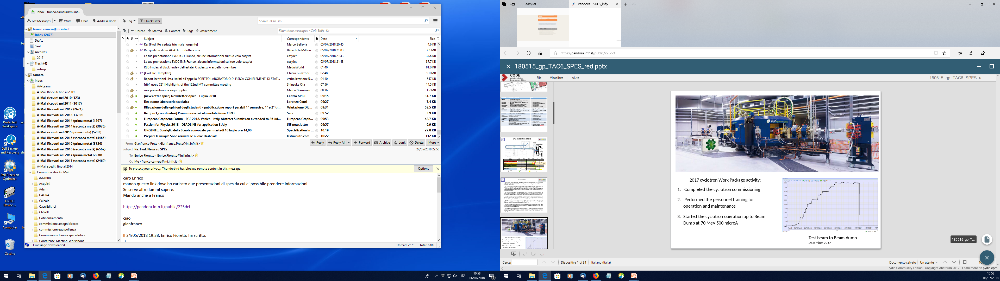 Inbox - franco.camera@mi.inf...
Get Messages
Write
Chat
Address Book
Tag
Quick Filter
Search <Ctrl+K>
franco.camera@mi.infn.it
Inbox (2678)
Drafts
Sent
Archives
2017
Trash (4)
nstmp
camera
Inbox
AA-Esami
A-Mail Ricevuti fino al 2009
A-Mail ricevuti nel 2010 (123)
A-Mail ricevuti nel 2011 (1017)
A-Mail Ricevuti nel 2012 (2671)
A-Mail Ricevuti nel 2013 (3798)
A-Mail Ricevuti nel 2014 (prima meta) (1597)
A-Mail Ricevuti nel 2014 (seconda metà) (3076)
A-Mail ricevuti nel 2015 (prima meta) (5202)
A-Mail Ricevuti nel 2015 (seconda metà) (4465)
A-Mail Ricevuti nel 2016 (prima meta) (3726)
A-Mail Ricevuti nel 2016 (seconda metà) (6562)
A-Mail Ricevuti nel 2017 (prima metà) (2230)
A-Mail Ricevuti nel 2017 (seconda metà) (2460)
A-Mail spediti fino al 2014
Communicator 4.x Mail
AAABBB
Acquisti
Adam
CAGRA
Calcolo
Case Editrici
CNS-III
Cofinanziamento
commissione assegni ricerca
commissione equipollenza
Commissione Laurea specialistica
Conferenze-Meeting-Workshops
Unread
Starred
Contact
Tags
Attachment
Filter these messages <Ctrl+Shift+K>
Subject Correspondents Date Size
Re: [Fwd: Re: seduta triennale _urgente] Marco Bellavia 05/07/2018 20:45 4.6 KB
Re: qualche slides AGATA ... ridotte a una Bénédicte Million 05/07/2018 21:03 7.1 MB
La tua prenotazione EVDC63F: Franco, alcune informazioni sul tuo volo easyJet easyJet 05/07/2018 21:43 37.6 KB
La tua prenotazione EVDC4N5: Franco, alcune informazioni sul tuo volo easyJet easyJet 05/07/2018 21:43 37.7 KB
RED Friday, il Black Friday dell'estate! O adesso, o aspetti novembre. MediaWorld 01:40 81.0 KB
[Fwd: Re: Template] Chiara.Guazzoni... 02:48 9.0 MB
Report iscrizioni, lista iscritti all'appello SCRITTO LABORATORIO DI FISICA CON ELEMENTI DI STAT... verbalizzazione@... 04:40 557 KB
[ribf_users 721] Highlights of the 122nd MT committee meeting Shinsuke Ota 07:56 14.5 KB
mia presentazione aegis quplas Marco.Giammarc... 08:36 1.7 MB
[newsletter apice] Newsletter Apice - Luglio 2018 Centro APICE 09:15 31.7 KB
Re: esame laboratorio statistica Lorenzo Conti 09:27 7.4 KB
Rilevazione delle opinioni degli studenti - pubblicazione report parziali 1° semestre, 1° e 2° tr... Valutazione Did... 09:31 59.5 KB
Re: [csn3_coordinatori] Promemoria calcolo metabolismo CSN3 Sara 09:52 3.9 KB
European Graphene Forum - EGF 2018, Venice - Italy, Abstract Submission extended to 26 Jul... European Graph... 09:53 42.7 KB
Passion for Physics 2018 - DEADLINE for application 8 July SIF newsletter 09:57 6.9 KB
URGENTE: Consiglio della Scuola convocato per martedi 10 luglio ore 14,00 Specialization in ... 10:19 27.8 KB
Prepara la valigia! Sono arrivate le nuove Flash Sale lastminute.com 10:22 112 KB
From Gianfranco Prete <Gianfranco.Prete@lnl.infn.it>
Reply
Reply All
Forward
Archive
Junk
Delete
More
Subject Re: Fwd: News su SPES 24/05/2018 22:58
To Enrico Fioretto <Enrico.Fioretto@lnl.infn.it>
Cc Me <franco.camera@mi.infn.it>
To protect your privacy, Thunderbird has blocked remote content in this message.
Options
caro Enrico
mando questo link dove ho caricato due presentazioni di spes da cui e' possibile prendere informazioni.
Se serve altro fammi sapere.
Mando anche a Franco
https://pandora.infn.it/public/225dcf
ciao
gianfranco
Il 24/05/2018 19:38, Enrico Fioretto ha scritto:
1 message downloaded
Unread: 2678 Total: 6309
Protected
Workspace
Dell Backup
and Recovery
Dell Precision
Optimizer
ORTEC
Device ...
Computer
Cestino
ITA
10:58
06/07/2018
easyJet
Pandora - SPES_infp
https://pandora.infn.it/public/225dcf
180515_gp_TAC6_SPES_red.pptx
CODE
Collabora Online
Development Edition
File
Visualizza
Aiuto
180515_gp_TAC6_SPES_re
SPES installation phases
Best
2017 cyclotron Work Package activity:
1. Completed the cyclotron commissioning
2. Performed the personnel training for
operation and maintenance
3. Started the cyclotron operation up to Beam
Dump at 70 MeV 500 microA
Test beam to Beam dump
December 2017
180515_gp_T...
Cerca:
Diapositiva 1 di 31
Italiano (Italia)
Documento salvato
Un utente
Pydio Community Edition - Copyright Abstrium 2017 - Learn more on pydio.com
10:58
06/07/2018